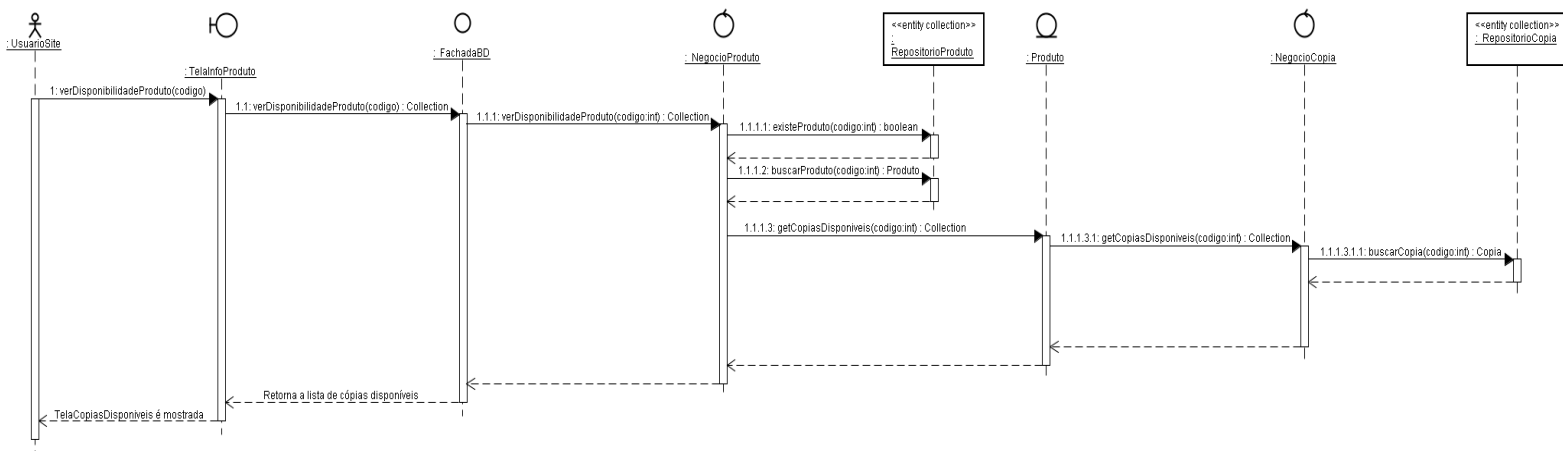 : UsuarioSite
: TelaInfoProduto
: FachadaBD
: NegocioProduto
<<entity collection>>
:
RepositorioProduto
: Produto
: NegocioCopia
<<entity collection>>
: RepositorioCopia
1: verDisponibilidadeProduto(codigo)
1.1: verDisponibilidadeProduto(codigo) : Collection
1.1.1: verDisponibilidadeProduto(codigo:int) : Collection
1.1.1.1: existeProduto(codigo:int) : boolean
1.1.1.2: buscarProduto(codigo:int) : Produto
1.1.1.3: getCopiasDisponiveis(codigo:int) : Collection
1.1.1.3.1: getCopiasDisponiveis(codigo:int) : Collection
1.1.1.3.1.1: buscarCopia(codigo:int) : Copia
Retorna a lista de cópias disponíveis
TelaCopiasDisponiveis é mostrada